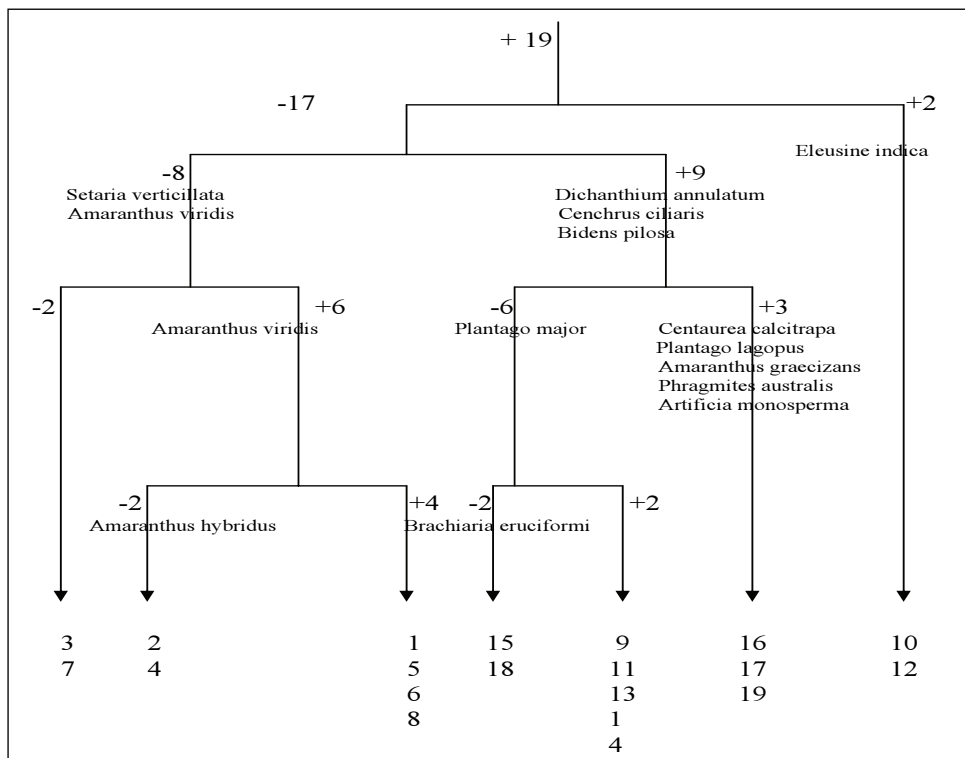 + 19
-17
+2
Eleusine indica
-8
+9
Setaria verticillata
Amaranthus viridis
Dichanthium annulatum
Cenchrus ciliaris
Bidens pilosa
-2
+6
-6
+3
Amaranthus viridis
Plantago major
Centaurea calcitrapa
Plantago lagopus
Amaranthus graecizans
Phragmites australis
Artificia monosperma
-2
+4
-2
+2
Amaranthus hybridus
Brachiaria eruciformi
3 2 1 15 9 16 10
7 4 5 18 11 17 12
6 13 19
8 1
4